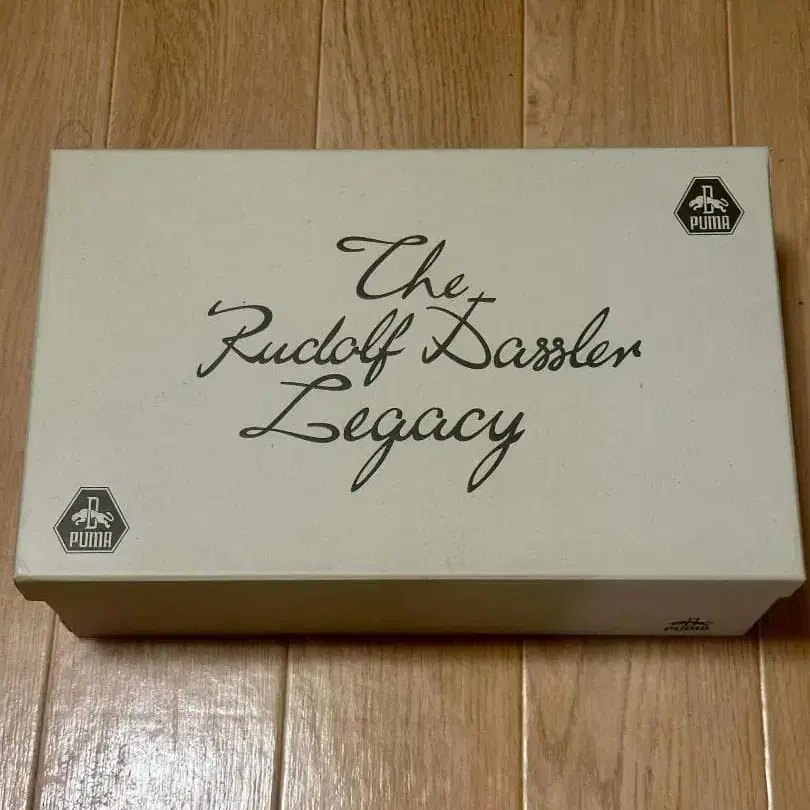 D
PUMA
The
Rudolf Dassler
Legacy
D
PUMA
PUMA